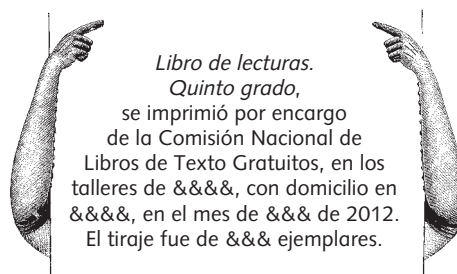 Libro de lecturas.
Quinto grado,
se imprimió por encargo
de la Comisión Nacional de
Libros de Texto Gratuitos, en los
talleres de &&&&, con domicilio en
&&&&, en el mes de &&& de 2012.
El tiraje fue de &&& ejemplares.